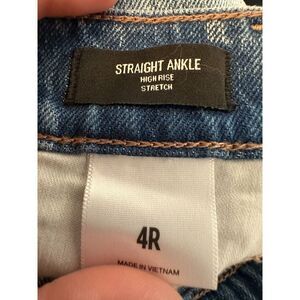 STRAIGHT ANKLE
HIGH RISE
STRETCH
4R
MADE IN VIETNAM